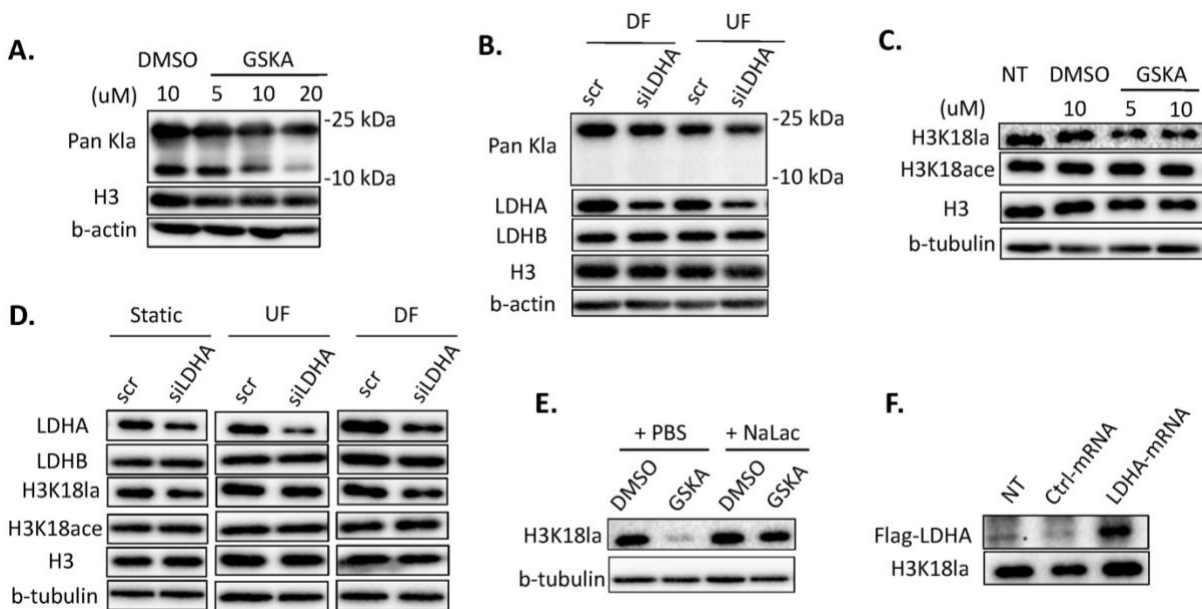 A.
DMSO GSKA
(uM) 10 5 10 20
Pan Kla
-25 kDa
-10 kDa
H3
b-actin
B.
DF UF
scr siLDHA scr siLDHA
Pan Kla
-25 kDa
-10 kDa
LDHA
LDHB
H3
b-actin
C.
NT DMSO GSKA
(uM) 10 5 10
H3K18la
H3K18ace
H3
b-tubulin
D.
Static UF DF
scr siLDHA scr siLDHA scr siLDHA
LDHA
LDHB
H3K18la
H3K18ace
H3
b-tubulin
E.
+ PBS + NaLac
DMSO GSKA DMSO GSKA
H3K18la
b-tubulin
F.
NT Ctrl-mRNA LDHA-mRNA
Flag-LDHA
H3K18la